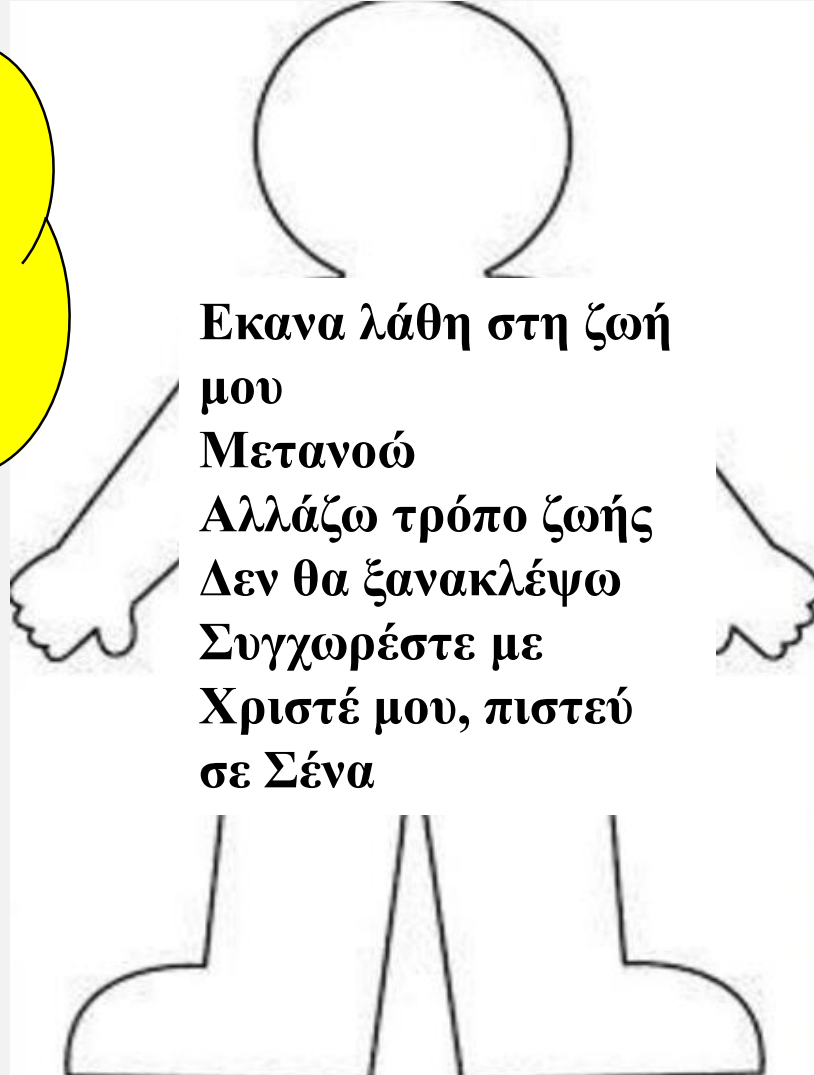 Εκανα λάθη στη ζωή
μου
Μετανοώ
Αλλάζω τρόπο ζωής
Δεν θα ξανακλέψω
Συγχωρέστε με
Χριστέ μου, πιστεύ
σε Σένα